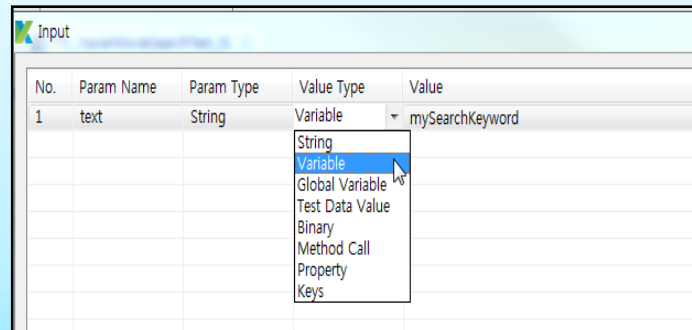 Input
No. Param Name Param Type Value Type Value
1 text String Variable mySearchKeyword
String
Variable
Global Variable
Test Data Value
Binary
Method Call
Property
Keys